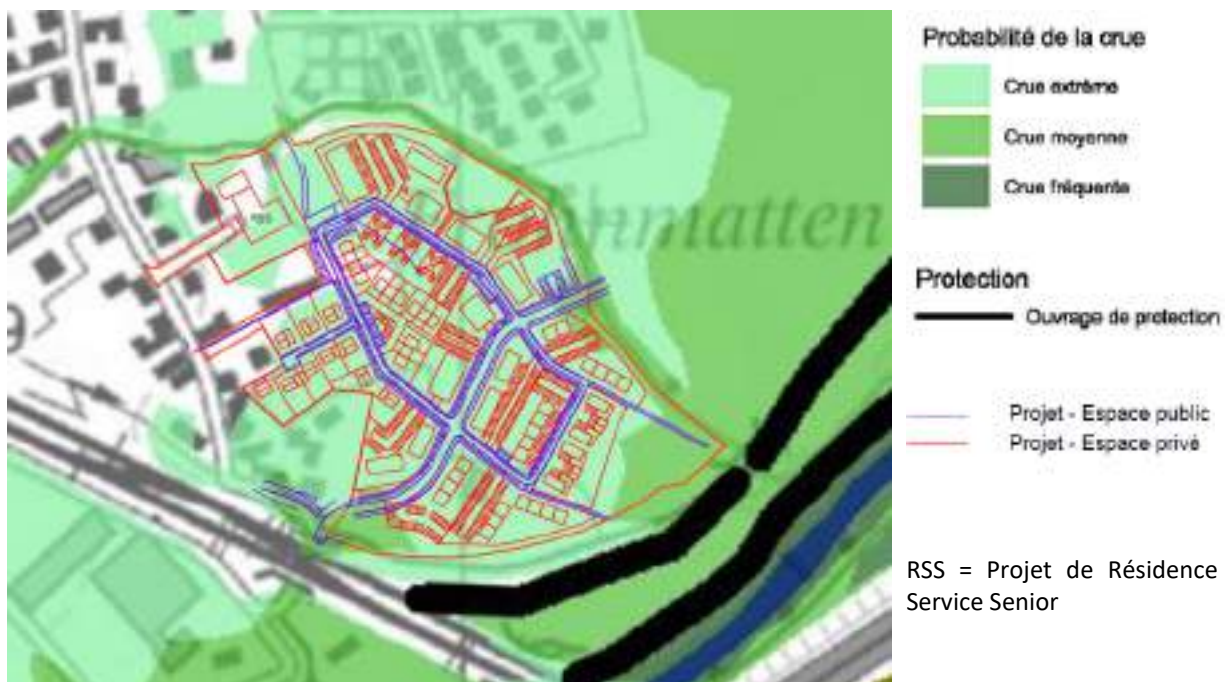 Probabilité de la crue
Crue extrême
Crue moyenne
Crue fréquente
Protection
Ouvrage de protection
Projet - Espace public
Projet - Espace privé
RSS = Projet de Résidence
Service Senior
RSS